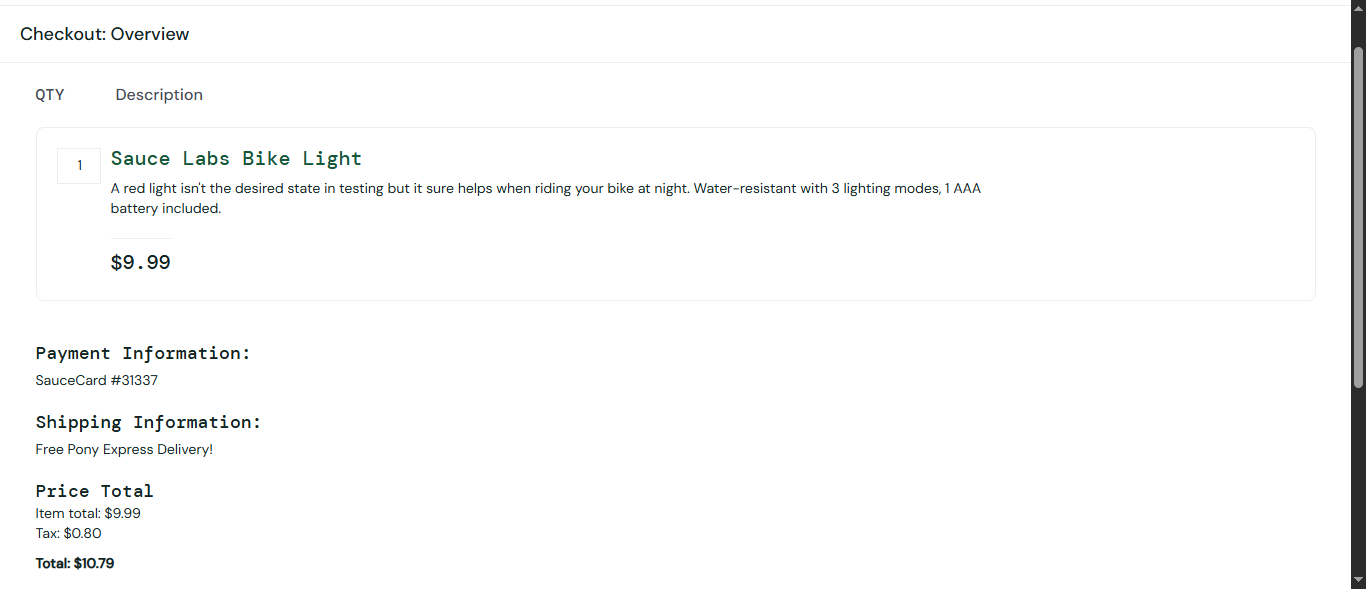 Checkout: Overview
QTY Description
1
Sauce Labs Bike Light
A red light isn't the desired state in testing but it sure helps when riding your bike at night. Water-resistant with 3 lighting modes, 1 AAA
battery included.
$9.99
Payment Information:
SauceCard #31337
Shipping Information:
Free Pony Express Delivery!
Price Total
Item total: $9.99
Tax: $0.80
Total: $10.79